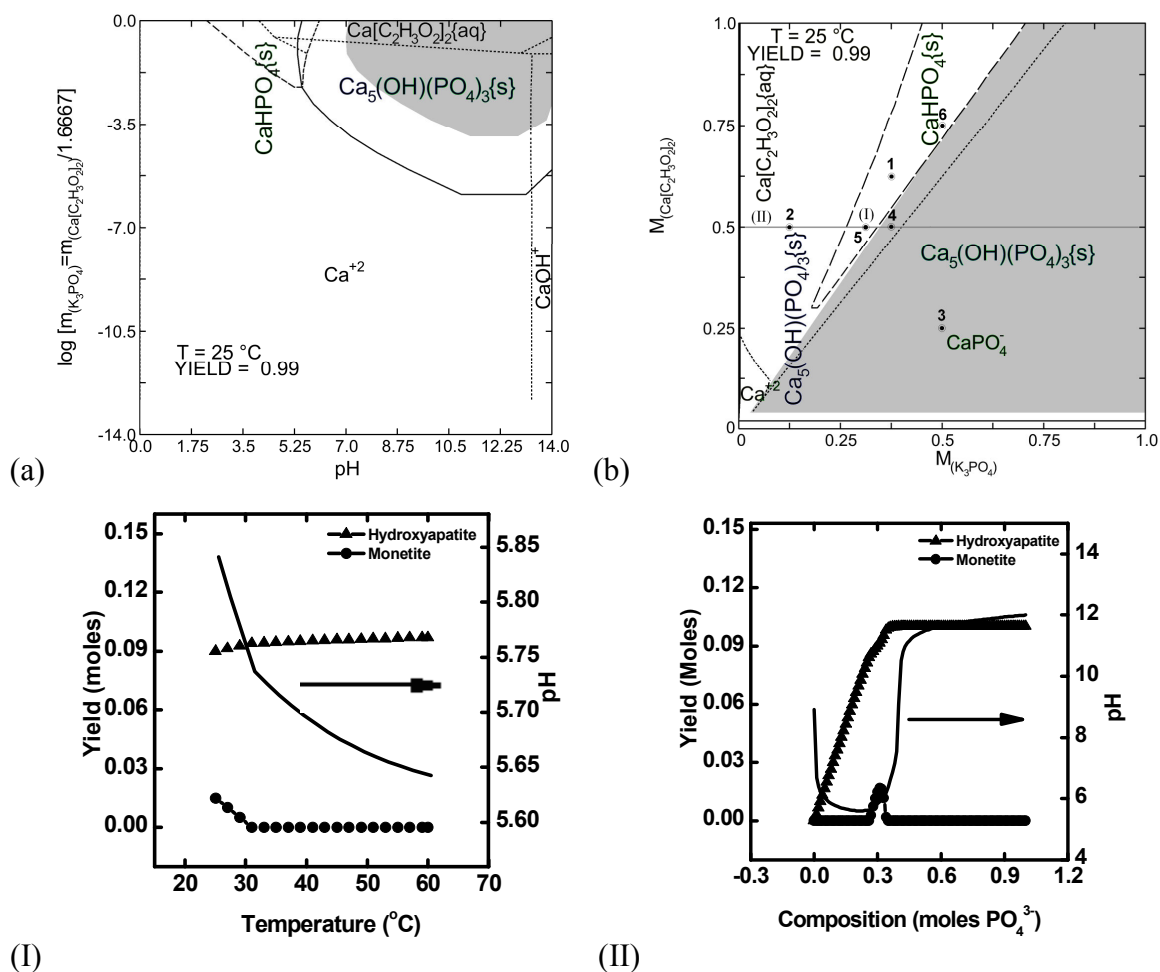 0.0
-3.5
-7.0
-10.5
-14.0
log [m(K₃PO₄)=m(Ca[C₂H₃O₂]₂)/1.6667]
Ca[C₂H₃O₂]₂{aq}
CaHPO₄{s}
Ca₅(OH)(PO₄)₃{s}
Ca⁺²
CaOH⁺
T = 25 °C
YIELD = 0.99
0.0 1.75 3.5 5.25 7.0 8.75 10.5 12.25 14.0
pH
(a)
1.0
0.75
0.5
0.25
0
M(Ca[C₂H₃O₂]₂)
T = 25 °C
YIELD = 0.99
Ca[C₂H₃O₂]₂{aq}
CaHPO₄{s}
6
1
(II) 2 (I) 4
5
Ca₅(OH)(PO₄)₃{s}
Ca₅(OH)(PO₄)₃{s}
3
CaPO₄⁻
Ca⁺²
0 0.25 0.5 0.75 1.0
M(K₃PO₄)
(b)
0.15
0.12
0.09
0.06
0.03
0.00
Yield (moles)
Hydroxyapatite
Monetite
5.85
5.80
5.75
5.70
5.65
5.60
pH
20 30 40 50 60 70
Temperature (°C)
(I)
0.15
0.12
0.09
0.06
0.03
0.00
Yield (Moles)
Hydroxyapatite
Monetite
14
12
10
8
6
4
pH
-0.3 0.0 0.3 0.6 0.9 1.2
Composition (moles PO₄³⁻)
(II)